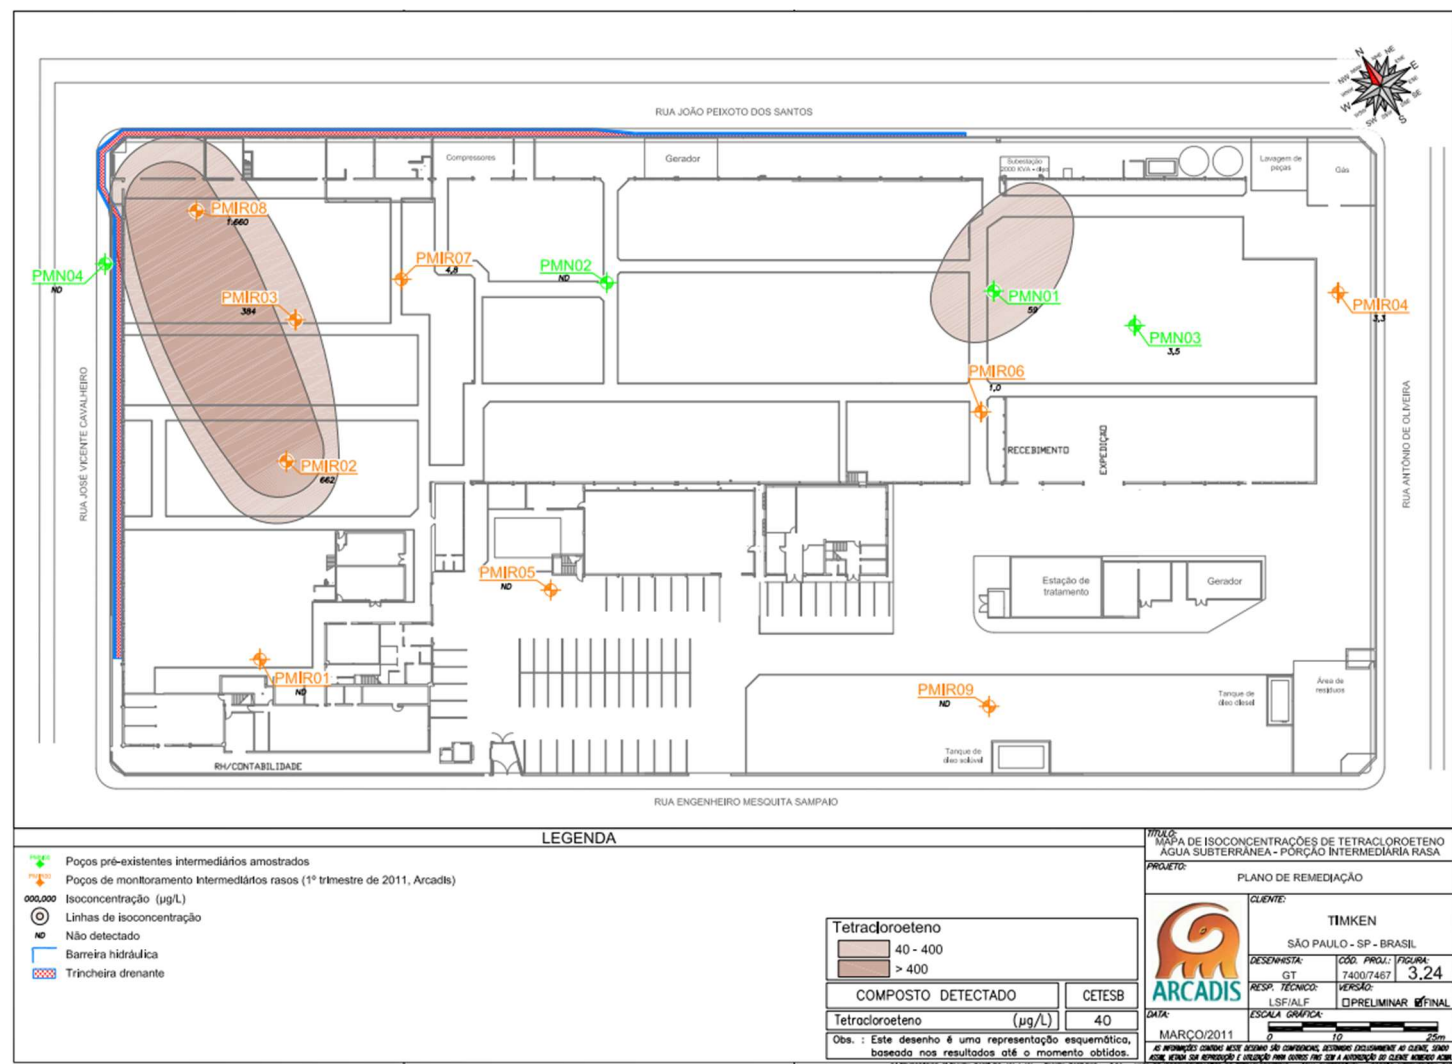 N
NE
E
SE
S
SW
W
NW
RUA JOÃO PEIXOTO DOS SANTOS
Compressores
Gerador
Subestação
2000 KVA + óleo
Lavagem de
peças
Gás
PMIR08
1.660
PMN04
ND
PMIR07
4,8
PMN02
ND
PMIR03
384
PMN01
59
PMIR04
3,3
PMN03
3,5
PMIR06
1,0
RUA JOSÉ VICENTE CAVALHEIRO
RUA ANTÔNIO DE OLIVEIRA
RECEBIMENTO
EXPEDIÇÃO
PMIR02
662
PMIR05
ND
Estação de
tratamento
Gerador
PMIR01
ND
PMIR09
ND
Tanque de
óleo diesel
Área de
resíduos
Tanque de
óleo solúvel
RH/CONTABILIDADE
RUA ENGENHEIRO MESQUITA SAMPAIO
LEGENDA
Poços pré-existentes intermediários amostrados
Poços de monitoramento Intermediários rasos (1º trimestre de 2011, Arcadis)
000,000 Isoconcentração (µg/L)
Linhas de isoconcentração
ND Não detectado
Barreira hidráulica
Trincheira drenante
Tetracloroeteno
40 - 400
> 400
COMPOSTO DETECTADO CETESB
Tetracloroeteno (µg/L) 40
Obs. : Este desenho é uma representação esquemática,
baseada nos resultados até o momento obtidos.
TÍTULO:
MAPA DE ISOCONCENTRAÇÕES DE TETRACLOROETENO
ÁGUA SUBTERRÂNEA - PORÇÃO INTERMEDIÁRIA RASA
PROJETO:
PLANO DE REMEDIAÇÃO
ARCADIS
CLIENTE:
TIMKEN
SÃO PAULO - SP - BRASIL
DESENHISTA:
GT
CÓD. PROJ.:
7400/7467
FIGURA:
3.24
RESP. TÉCNICO:
LSF/ALF
VERSÃO:
PRELIMINAR FINAL
DATA:
MARÇO/2011
ESCALA GRÁFICA:
0 10 25m